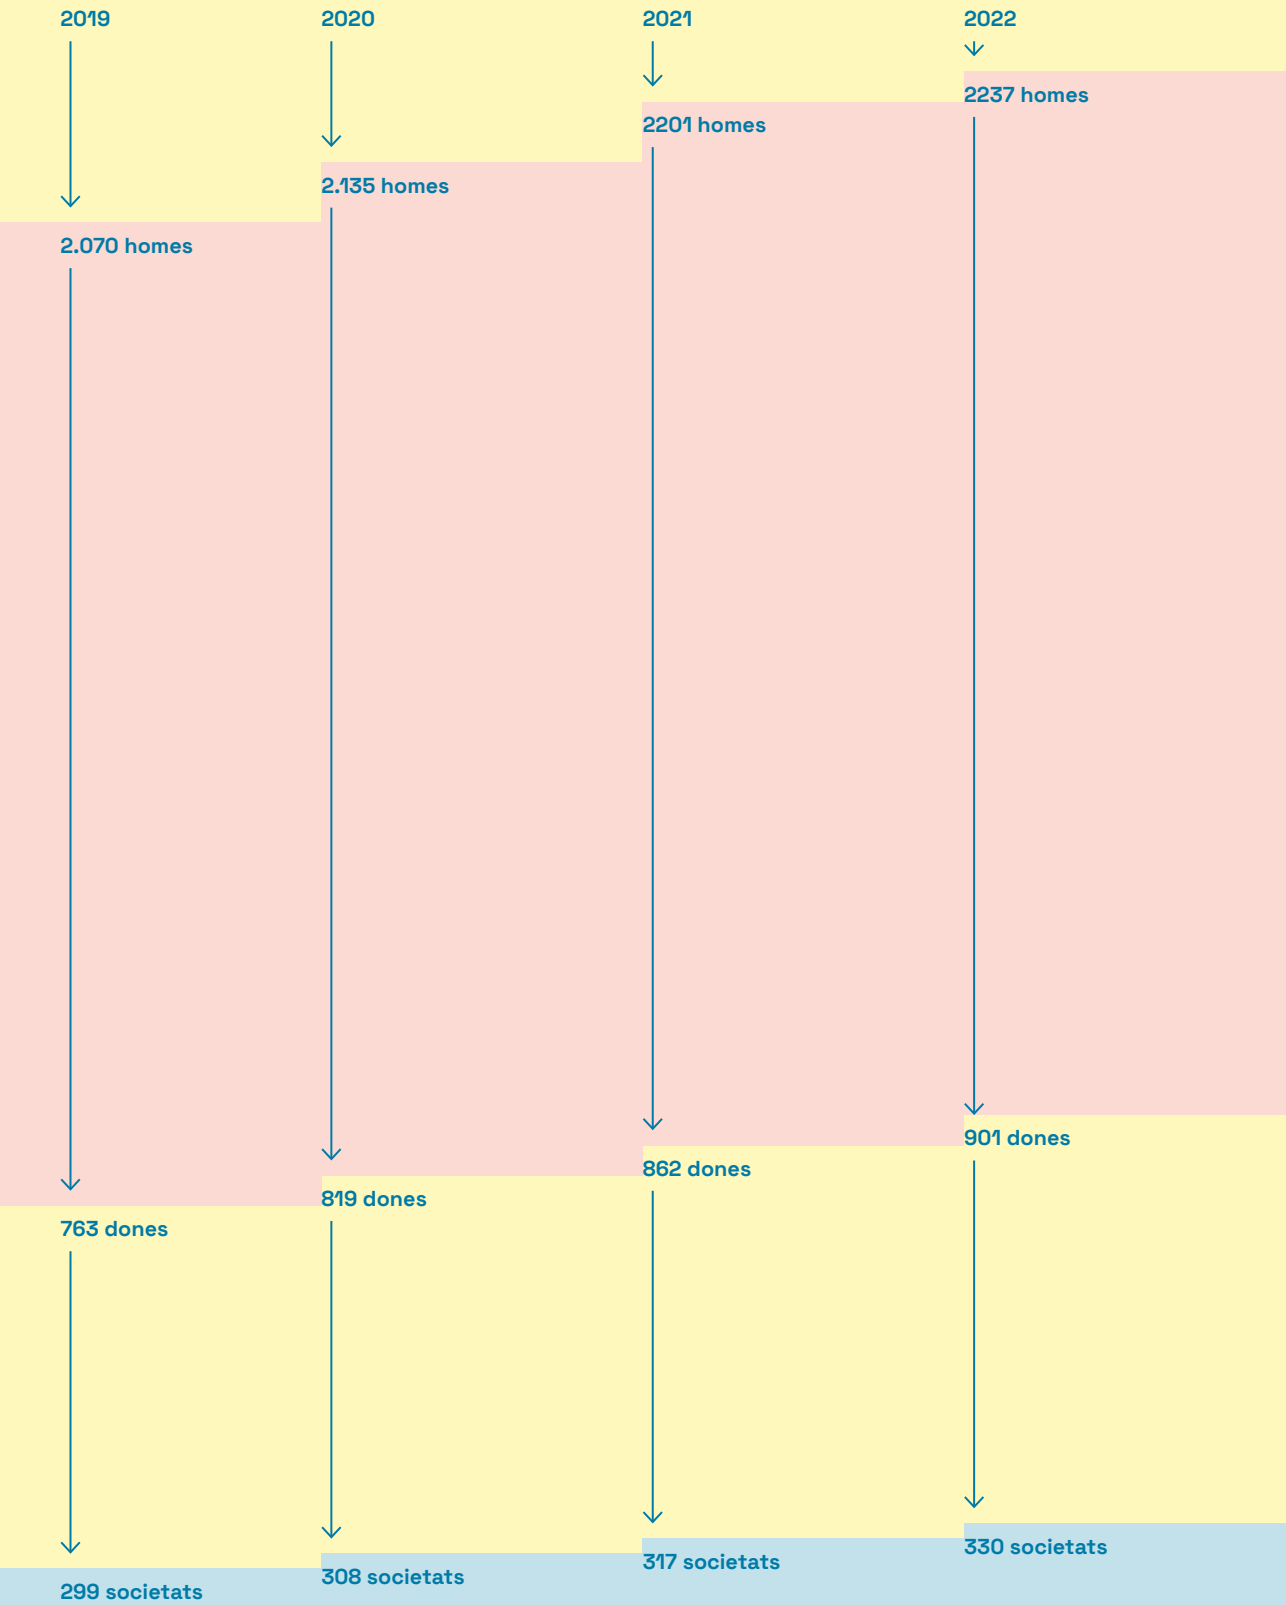 2019
2020
2021
2022
2.070 homes
2.135 homes
2201 homes
2237 homes
763 dones
819 dones
862 dones
901 dones
299 societats
308 societats
317 societats
330 societats